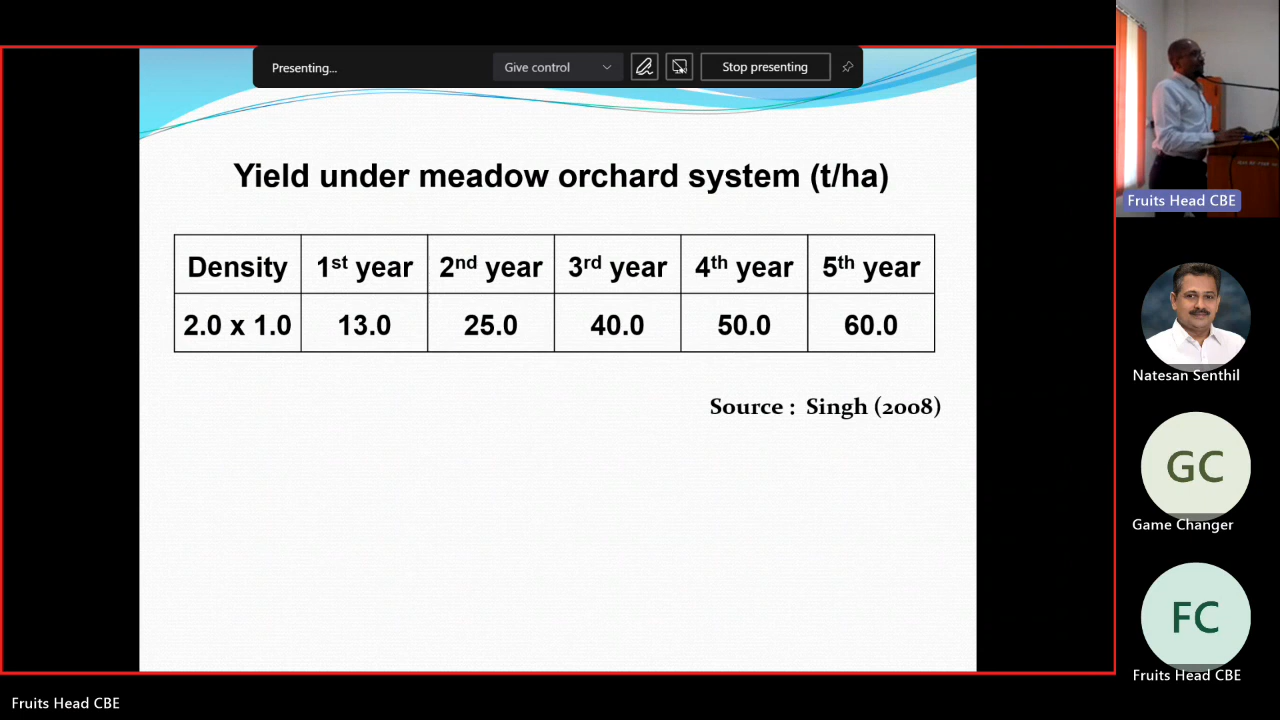 Presenting...
Give control
Stop presenting
Yield under meadow orchard system (t/ha)
Density 1st year 2nd year 3rd year 4th year 5th year
2.0 x 1.0 13.0 25.0 40.0 50.0 60.0
Source : Singh (2008)
Fruits Head CBE
Natesan Senthil
GC
Game Changer
FC
Fruits Head CBE
Fruits Head CBE